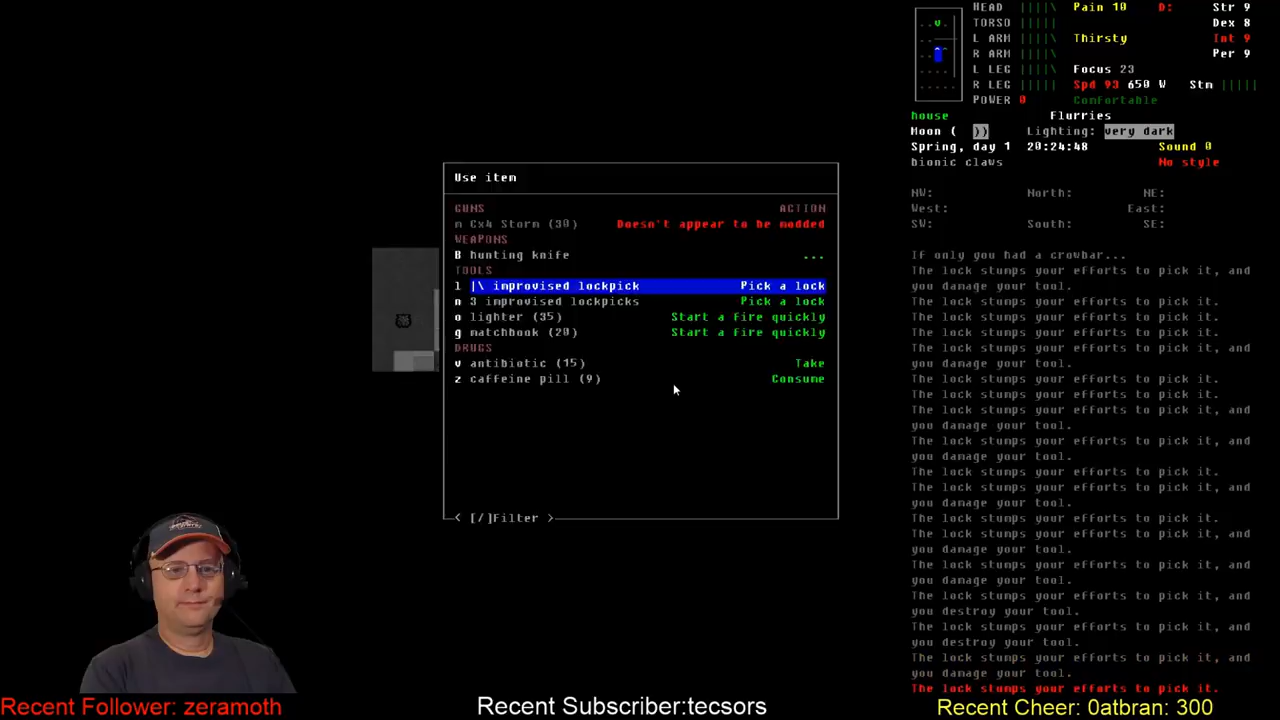 HEAD ||||\ Pain 10 D: Str 9
TORSO ||||| Dex 8
L ARM ||||\ Thirsty Int 9
R ARM ||||\ Per 9
L LEG ||||\ Focus 23
R LEG ||||| Spd 93 650 W Stm |||||
POWER 0 Comfortable
house Flurries
Moon ( )) Lighting: very dark
Spring, day 1 20:24:48 Sound 0
bionic claws No style
NW: North: NE:
West: East:
SW: South: SE:
Use item
GUNS ACTION
m Cx4 Storm (30) Doesn't appear to be modded
WEAPONS
B hunting knife ...
TOOLS
l |\ improvised lockpick Pick a lock
n 3 improvised lockpicks Pick a lock
o lighter (35) Start a fire quickly
g matchbook (20) Start a fire quickly
DRUGS
v antibiotic (15) Take
z caffeine pill (9) Consume
< [/]Filter >
If only you had a crowbar...
The lock stumps your efforts to pick it, and
you damage your tool.
The lock stumps your efforts to pick it.
The lock stumps your efforts to pick it.
The lock stumps your efforts to pick it.
The lock stumps your efforts to pick it, and
you damage your tool.
The lock stumps your efforts to pick it.
The lock stumps your efforts to pick it.
The lock stumps your efforts to pick it, and
you damage your tool.
The lock stumps your efforts to pick it, and
you damage your tool.
The lock stumps your efforts to pick it.
The lock stumps your efforts to pick it, and
you damage your tool.
The lock stumps your efforts to pick it.
The lock stumps your efforts to pick it, and
you damage your tool.
The lock stumps your efforts to pick it, and
you damage your tool.
The lock stumps your efforts to pick it, and
you destroy your tool.
The lock stumps your efforts to pick it, and
you destroy your tool.
The lock stumps your efforts to pick it, and
you damage your tool.
The lock stumps your efforts to pick it.
Recent Follower: zeramoth
Recent Subscriber:tecsors
Recent Cheer: 0atbran: 300